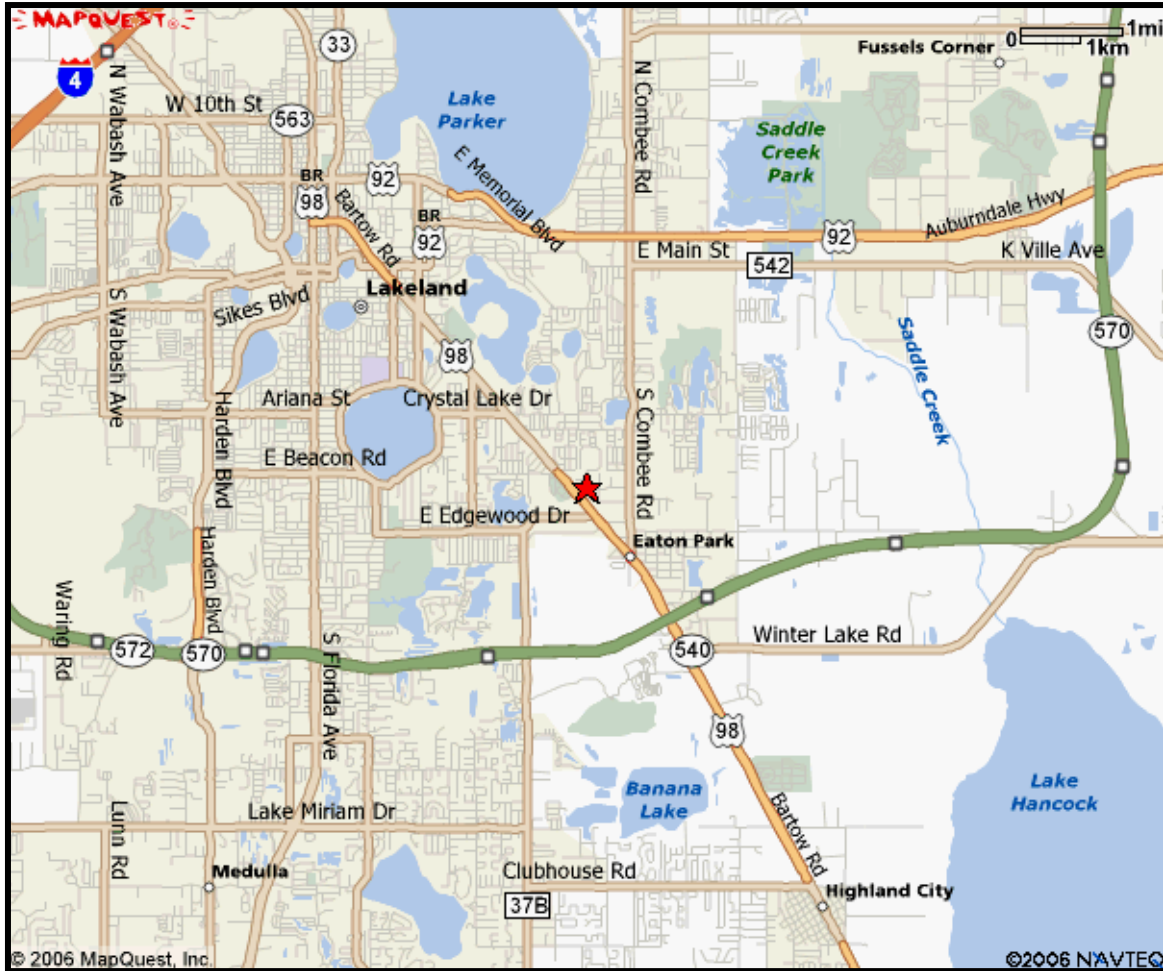 MAPQUEST
0
1mi
1km
33
Fussels Corner
4
N Wabash Ave
W 10th St
563
Lake
Parker
N Combee Rd
Saddle
Creek
Park
BR
98
92
E Memorial Blvd
Bartow Rd
BR
92
92
Auburndale Hwy
E Main St
542
K Ville Ave
Lakeland
Sikes Blvd
S Wabash Ave
98
570
Saddle Creek
Ariana St
Crystal Lake Dr
S Combee Rd
Harden Blvd
E Beacon Rd
E Edgewood Dr
Eaton Park
Harden Blvd
Waring Rd
572
570
S Florida Ave
540
Winter Lake Rd
98
Banana
Lake
Lake
Hancock
Bartow Rd
Lake Miriam Dr
Lunn Rd
Medulla
Clubhouse Rd
37B
Highland City
© 2006 MapQuest, Inc.
©2006 NAVTEQ